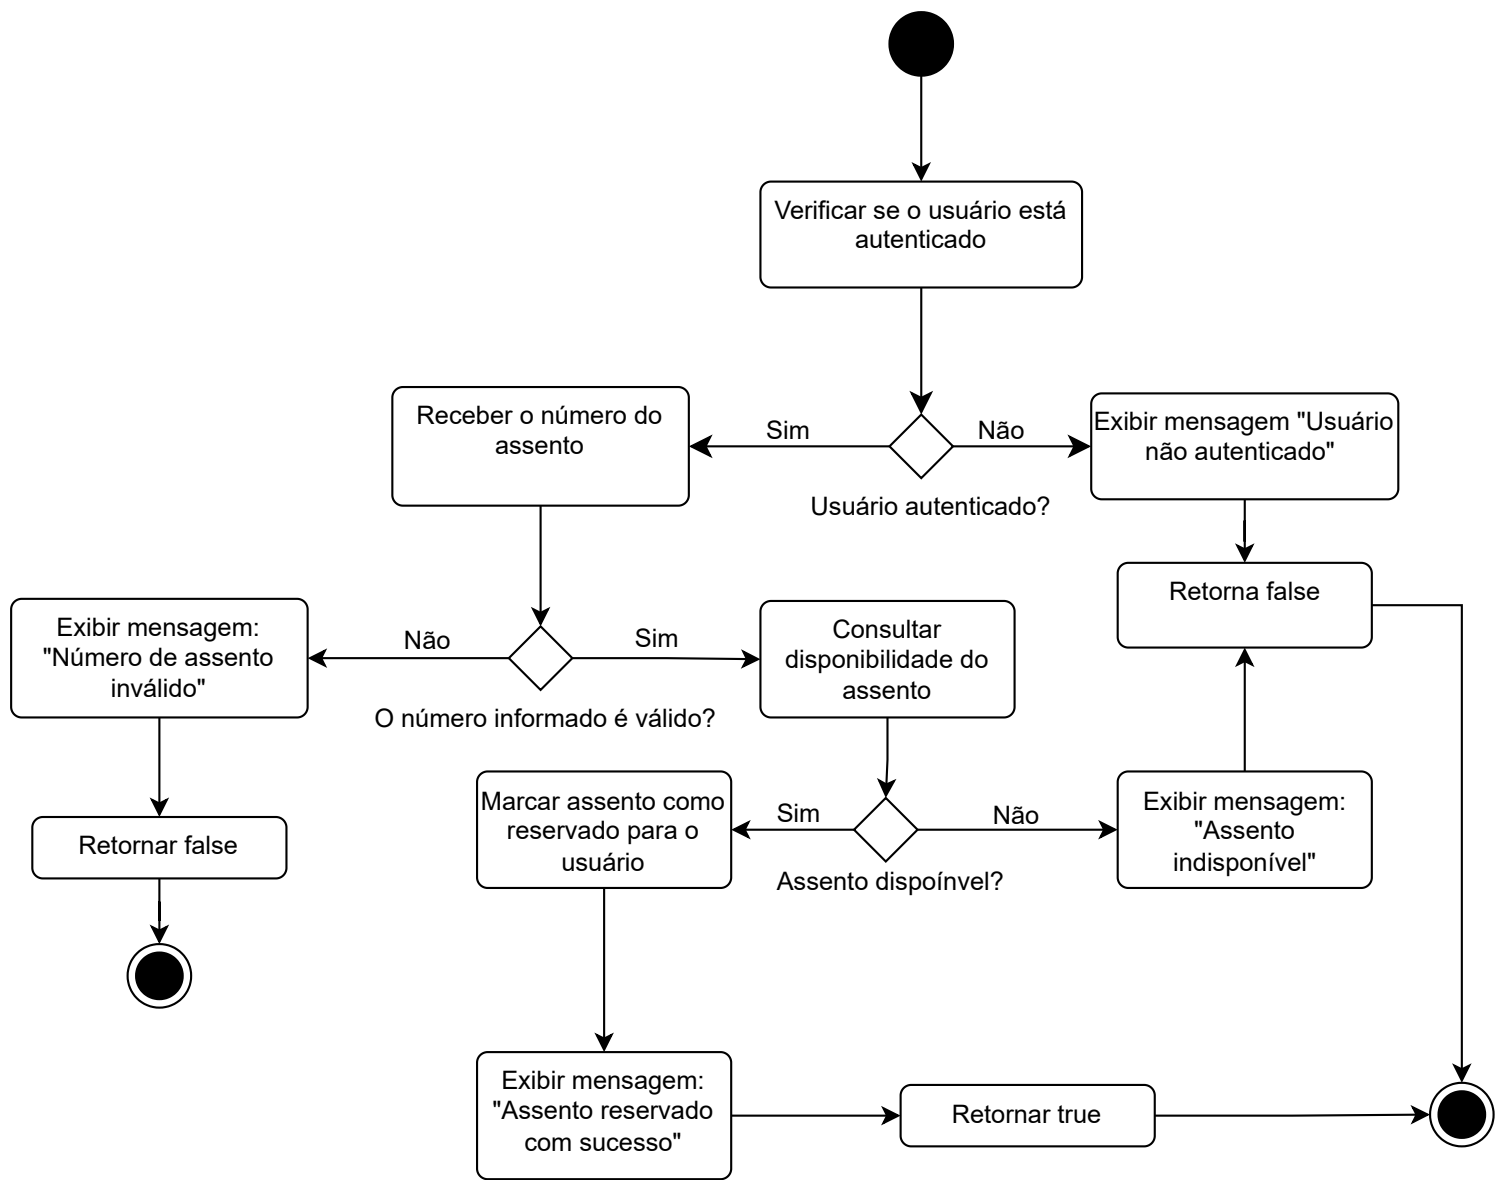 Verificar se o usuário está
autenticado
Receber o número do
assento
Sim
Não
Exibir mensagem "Usuário
não autenticado"
Usuário autenticado?
Retorna false
Exibir mensagem:
"Número de assento
inválido"
Não
Sim
O número informado é válido?
Consultar
disponibilidade do
assento
Marcar assento como
reservado para o
usuário
Sim
Não
Assento dispoínvel?
Exibir mensagem:
"Assento
indisponível"
Retornar false
Exibir mensagem:
"Assento reservado
com sucesso"
Retornar true